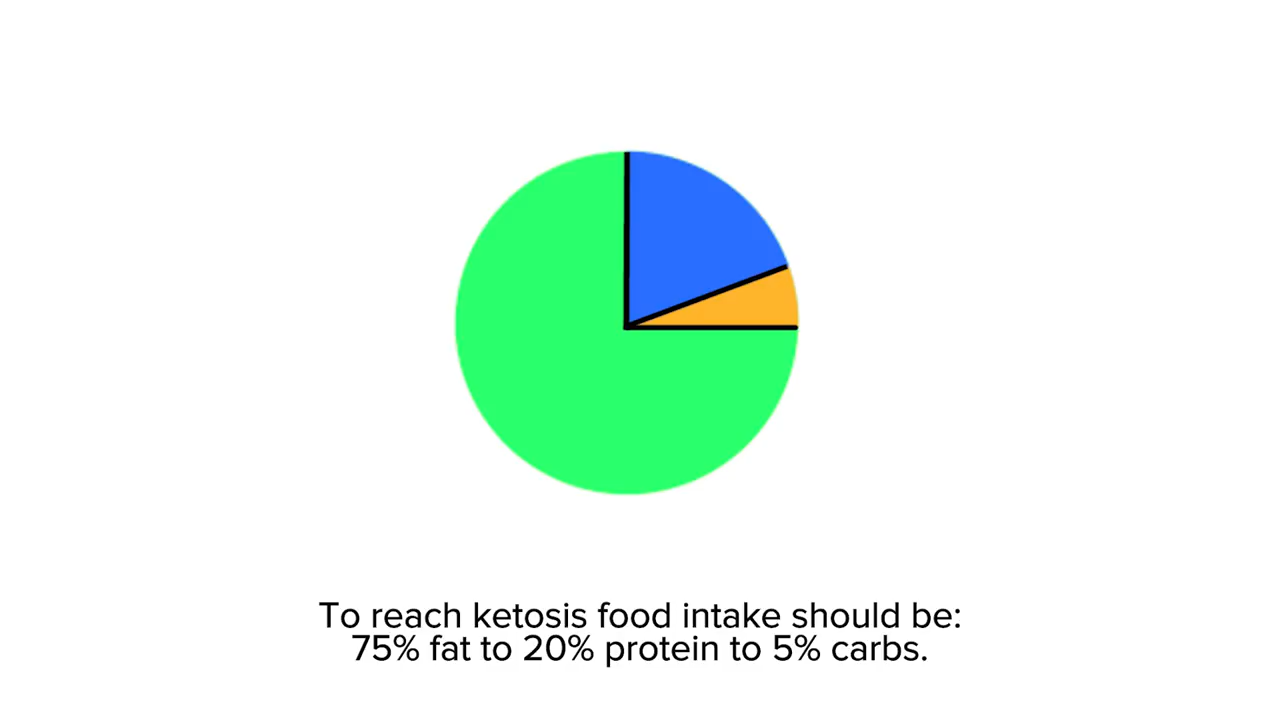 To reach ketosis food intake should be:
75% fat to 20% protein to 5% carbs.